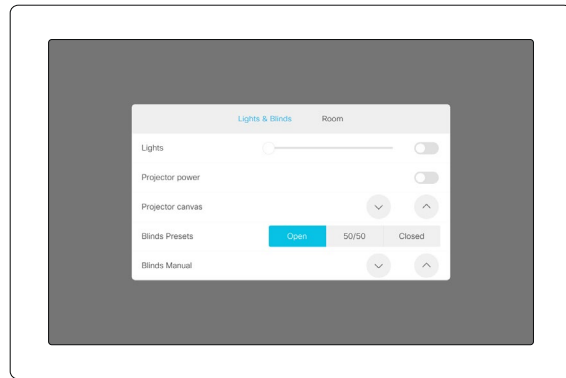 Lights & Blinds Room
Lights
Projector power
Projector canvas
Blinds Presets Open 50/50 Closed
Blinds Manual